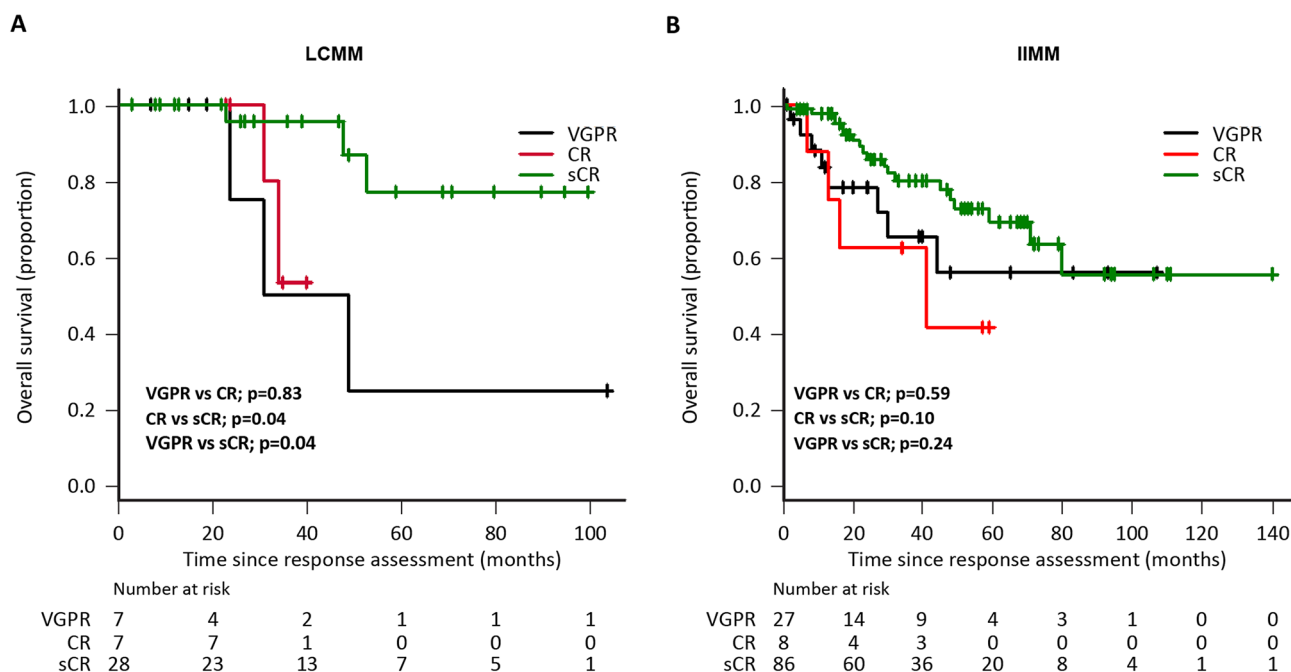 A
LCMM
1.0
0.8
0.6
0.4
0.2
0.0
Overall survival (proportion)
VGPR
CR
sCR
VGPR vs CR; p=0.83
CR vs sCR; p=0.04
VGPR vs sCR; p=0.04
0 20 40 60 80 100
Time since response assessment (months)
Number at risk
VGPR 7 4 2 1 1 1
CR 7 7 1 0 0 0
sCR 28 23 13 7 5 1
B
IIMM
1.0
0.8
0.6
0.4
0.2
0.0
Overall survival (proportion)
VGPR
CR
sCR
VGPR vs CR; p=0.59
CR vs sCR; p=0.10
VGPR vs sCR; p=0.24
0 20 40 60 80 100 120 140
Time since response assessment (months)
Number at risk
VGPR 27 14 9 4 3 1 0 0
CR 8 4 3 0 0 0 0 0
sCR 86 60 36 20 8 4 1 1